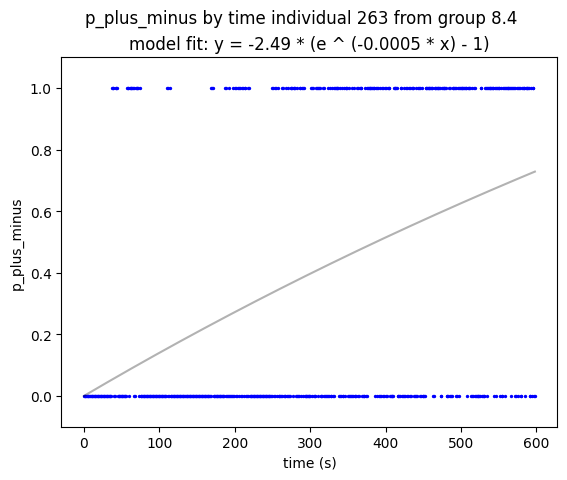 p_plus_minus by time individual 263 from group 8.4
model fit: y = -2.49 * (e ^ (-0.0005 * x) - 1)
1.0
0.8
0.6
0.4
0.2
0.0
p_plus_minus
0 100 200 300 400 500 600
time (s)